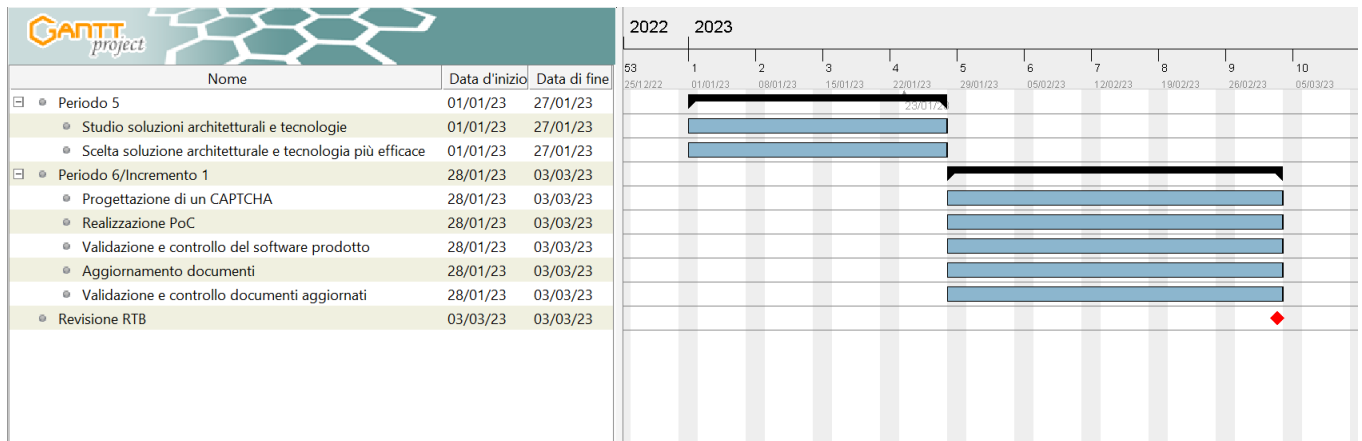 GANTT
project
2022 2023
53 1 2 3 4 5 6 7 8 9 10
25/12/22 01/01/23 08/01/23 15/01/23 22/01/23 29/01/23 05/02/23 12/02/23 19/02/23 26/02/23 05/03/23
23/01/2
Nome Data d'inizio Data di fine
Periodo 5 01/01/23 27/01/23
Studio soluzioni architetturali e tecnologie 01/01/23 27/01/23
Scelta soluzione architetturale e tecnologia più efficace 01/01/23 27/01/23
Periodo 6/Incremento 1 28/01/23 03/03/23
Progettazione di un CAPTCHA 28/01/23 03/03/23
Realizzazione PoC 28/01/23 03/03/23
Validazione e controllo del software prodotto 28/01/23 03/03/23
Aggiornamento documenti 28/01/23 03/03/23
Validazione e controllo documenti aggiornati 28/01/23 03/03/23
Revisione RTB 03/03/23 03/03/23